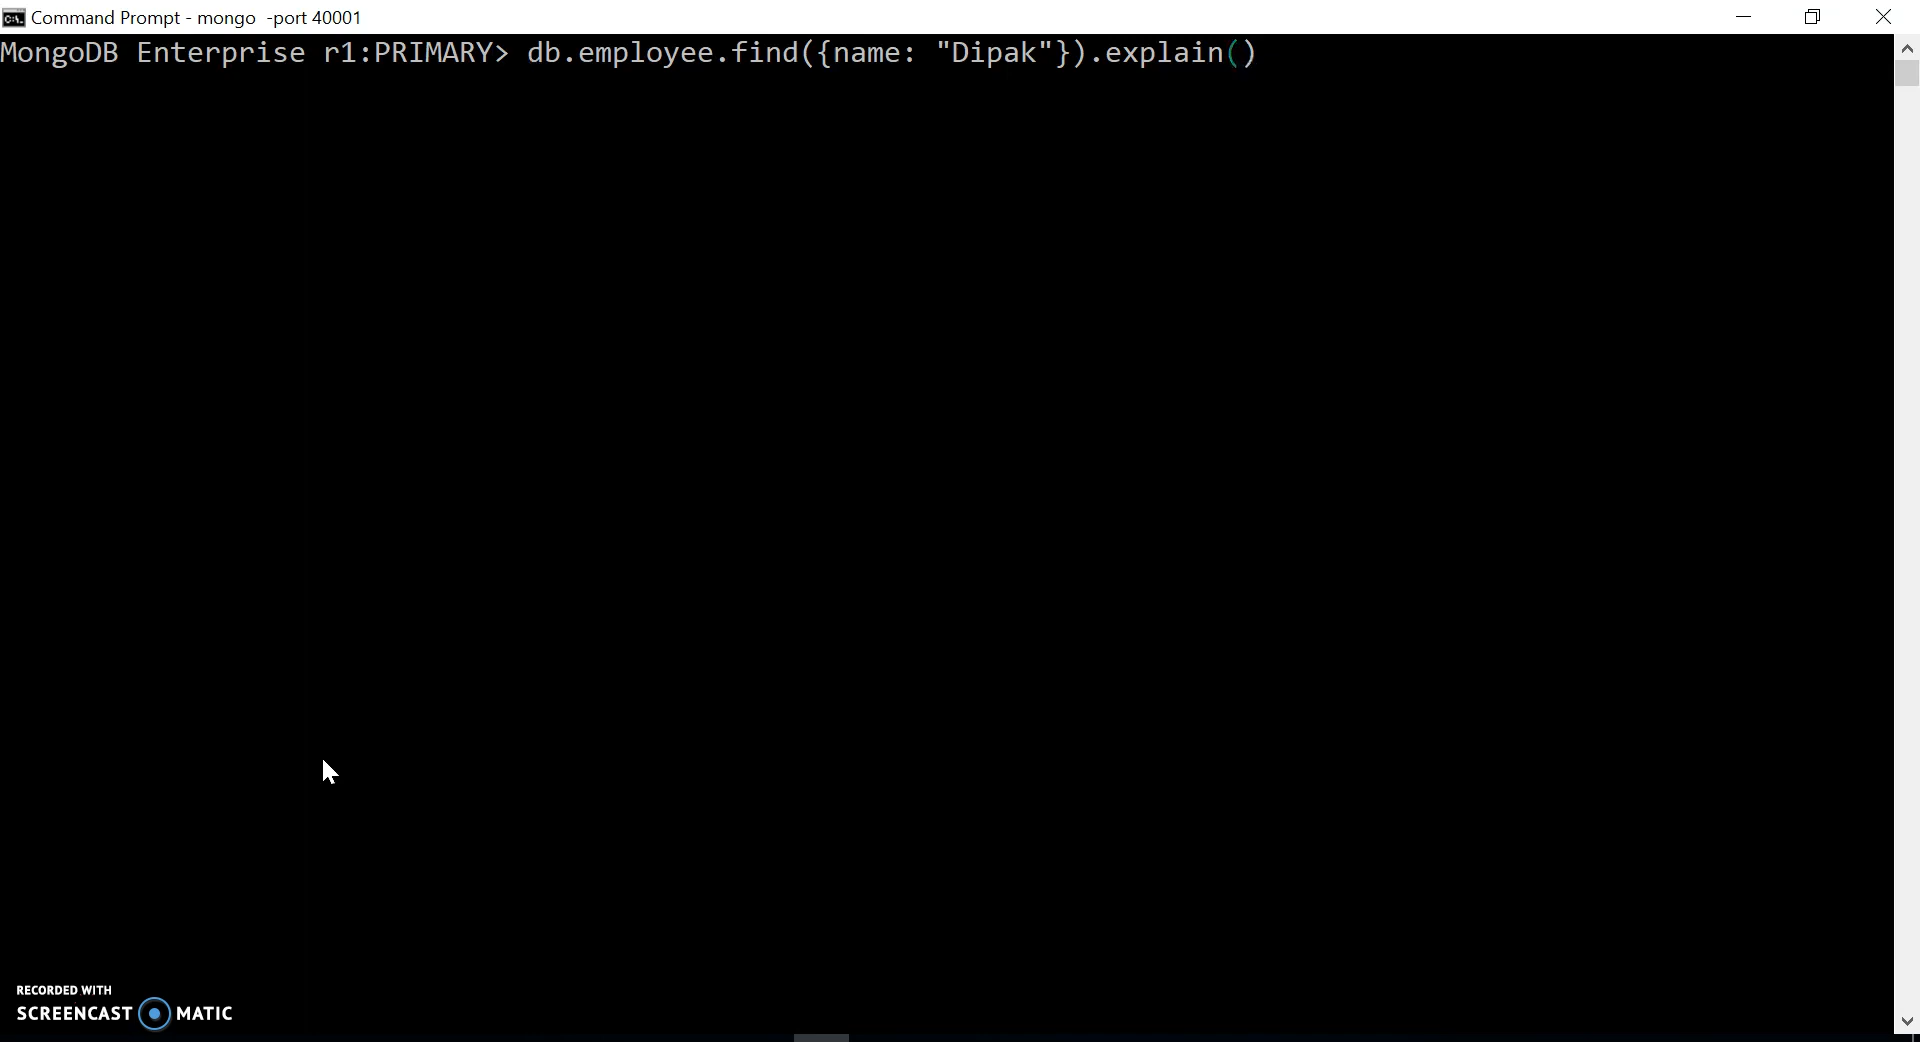 Command Prompt - mongo  -port 40001
MongoDB Enterprise r1:PRIMARY> db.employee.find({name: "Dipak"}).explain()
RECORDED WITH
SCREENCAST MATIC